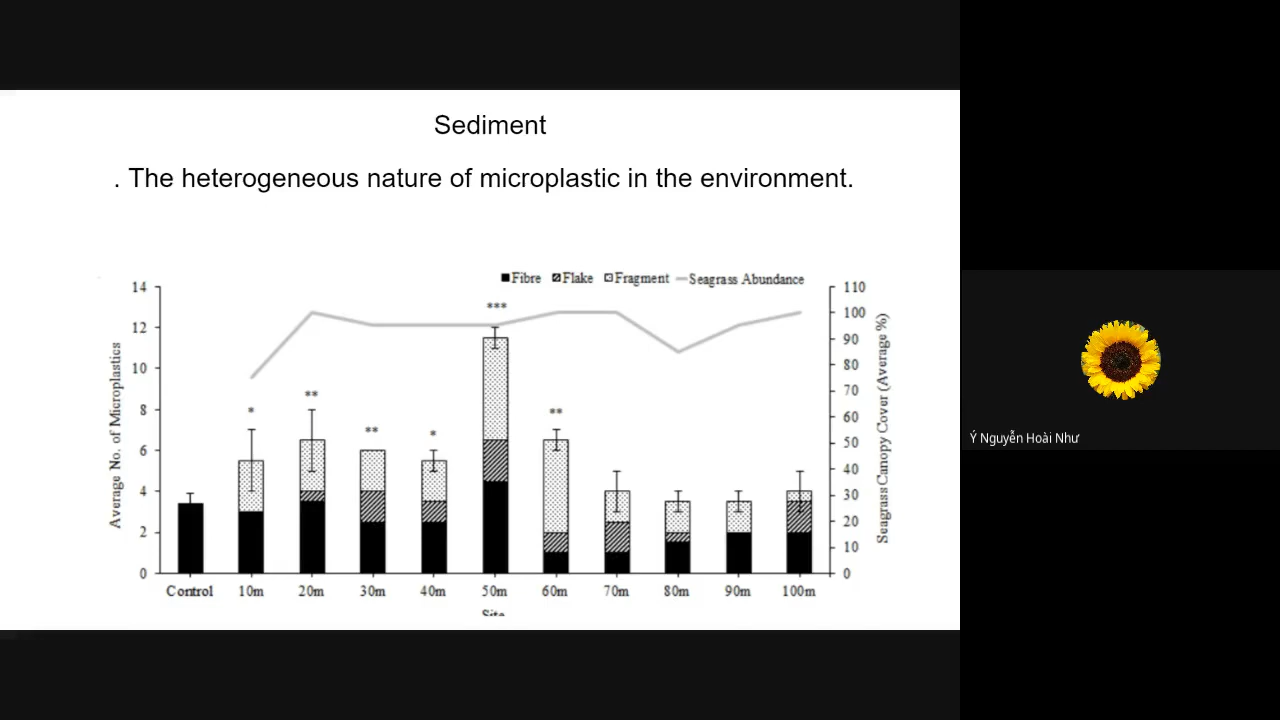 Sediment
. The heterogeneous nature of microplastic in the environment.
Fibre Flake Fragment Seagrass Abundance
14
12
10
8
6
4
2
0
Average No. of Microplastics
* ** ** * *** **
110
100
90
80
70
60
50
40
30
20
10
0
Seagrass Canopy Cover (Average %)
Control 10m 20m 30m 40m 50m 60m 70m 80m 90m 100m
Site
Ý Nguyễn Hoài Như